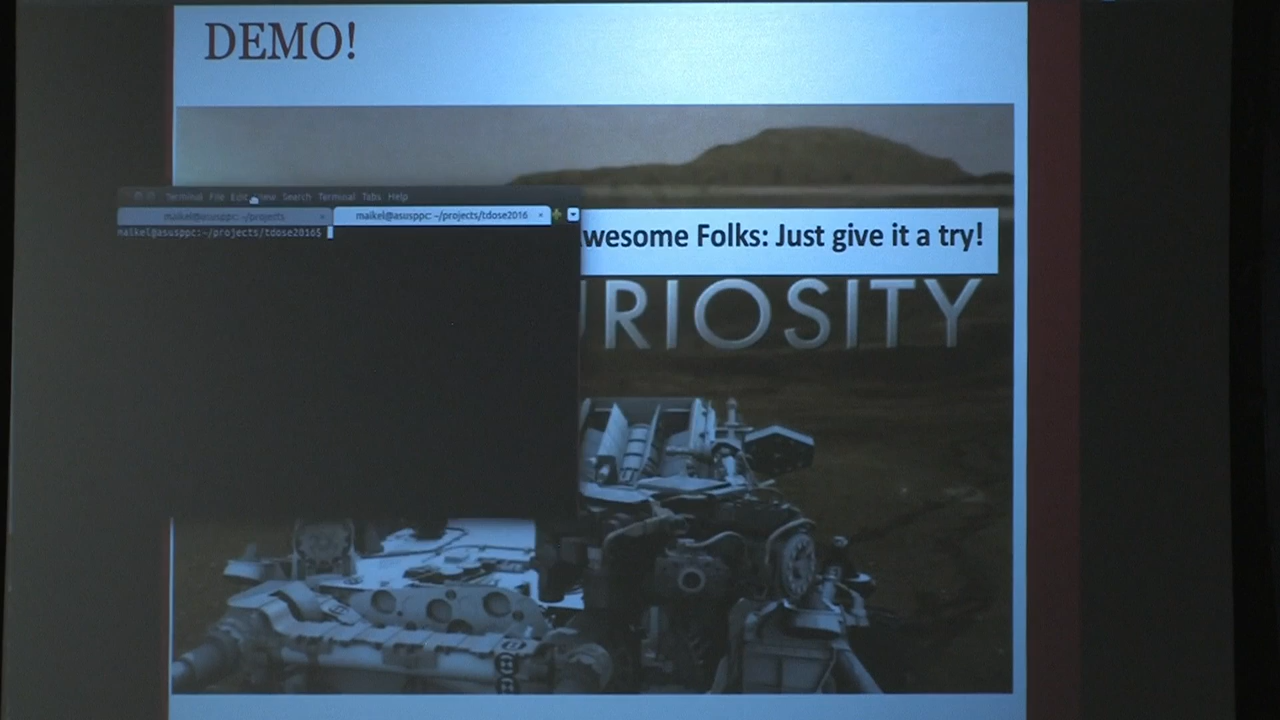 DEMO!
Terminal File Edit View Search Terminal Tabs Help
maikel@asusppc: ~/projects × maikel@asusppc: ~/projects/tdose2016 ×
maikel@asusppc:~/projects/tdose2016$
wesome Folks: Just give it a try!
URIOSITY